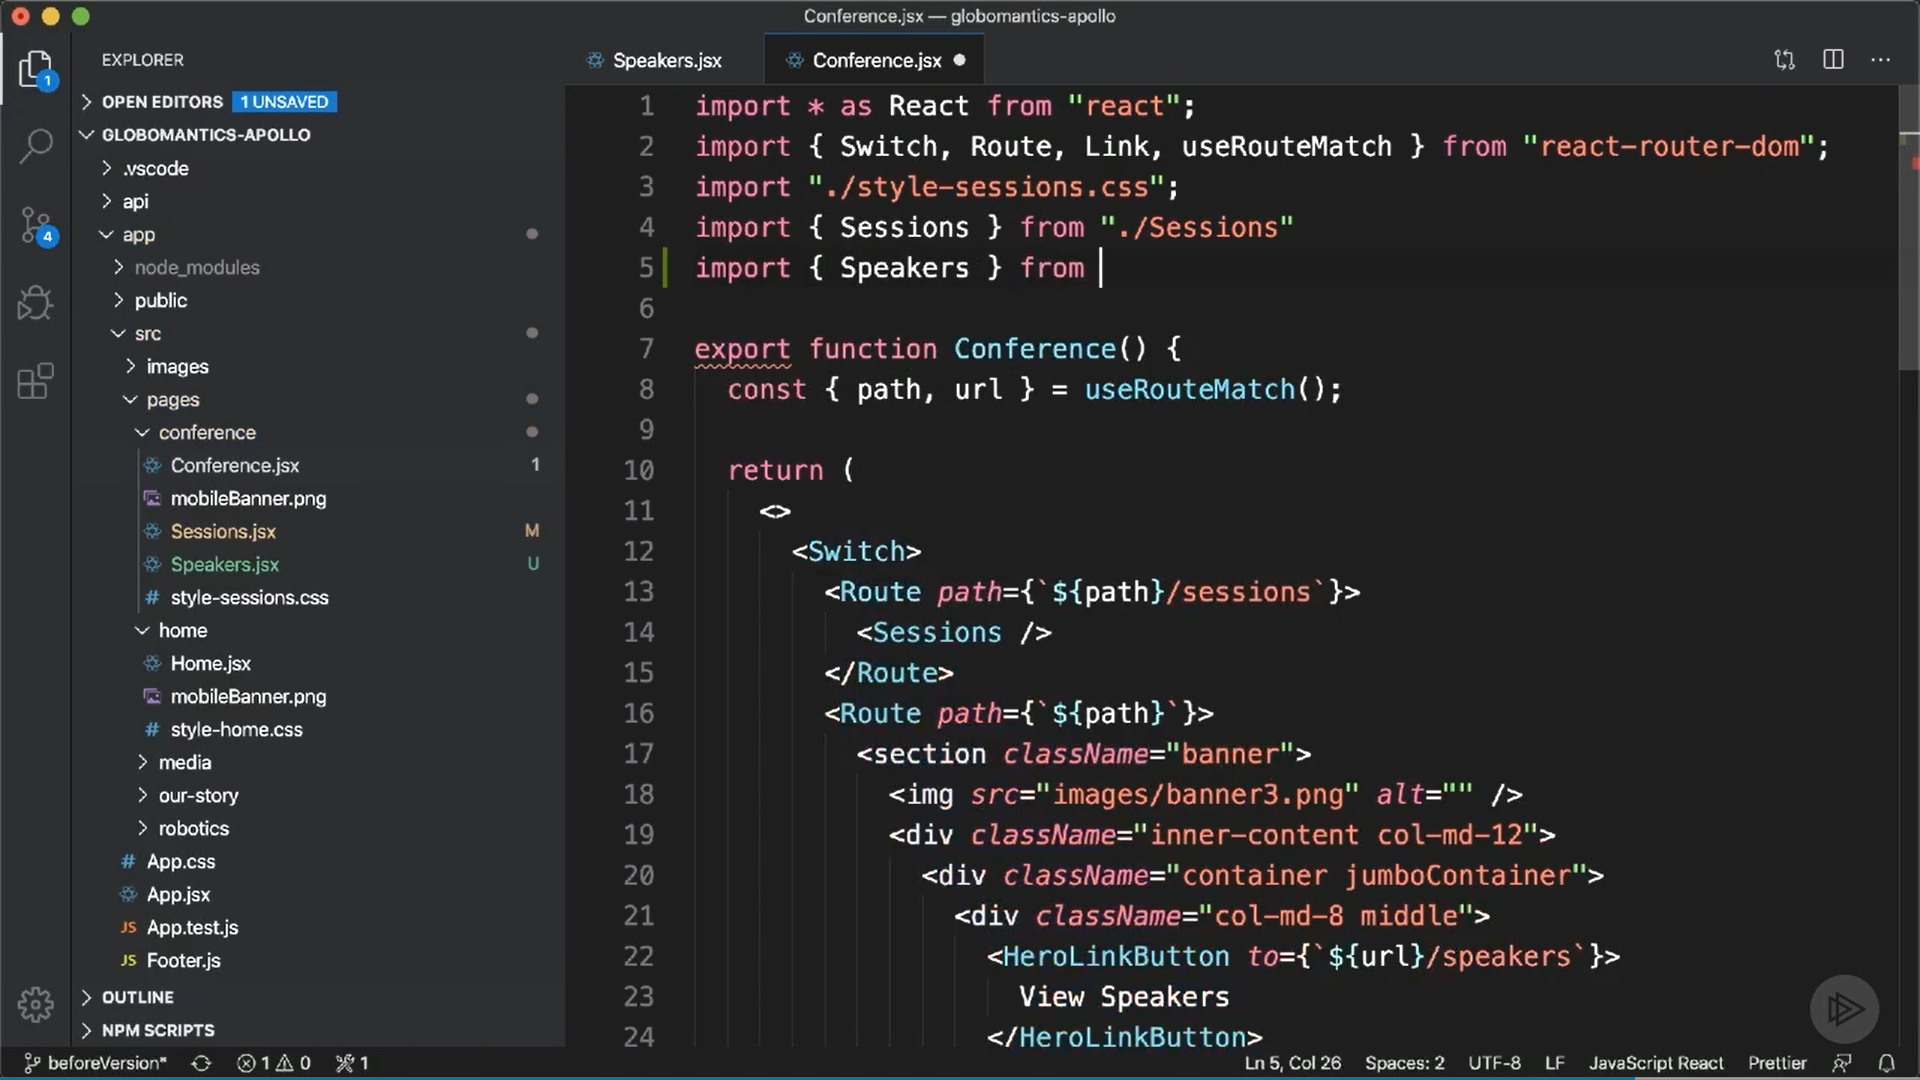 Conference.jsx — globomantics-apollo
EXPLORER
OPEN EDITORS 1 UNSAVED
GLOBOMANTICS-APOLLO
.vscode
api
app
node_modules
public
src
images
pages
conference
Conference.jsx 1
mobileBanner.png
Sessions.jsx M
Speakers.jsx U
# style-sessions.css
home
Home.jsx
mobileBanner.png
# style-home.css
media
our-story
robotics
# App.css
App.jsx
JS App.test.js
JS Footer.js
OUTLINE
NPM SCRIPTS
1
4
Speakers.jsx Conference.jsx
1 import * as React from "react";
2 import { Switch, Route, Link, useRouteMatch } from "react-router-dom";
3 import "./style-sessions.css";
4 import { Sessions } from "./Sessions"
5 import { Speakers } from
6
7 export function Conference() {
8 const { path, url } = useRouteMatch();
9
10 return (
11 <>
12 <Switch>
13 <Route path={`${path}/sessions`}>
14 <Sessions />
15 </Route>
16 <Route path={`${path}`}>
17 <section className="banner">
18 <img src="images/banner3.png" alt="" />
19 <div className="inner-content col-md-12">
20 <div className="container jumboContainer">
21 <div className="col-md-8 middle">
22 <HeroLinkButton to={`${url}/speakers`}>
23 View Speakers
24 </HeroLinkButton>
beforeVersion* 1 0 1 Ln 5, Col 26 Spaces: 2 UTF-8 LF JavaScript React Prettier